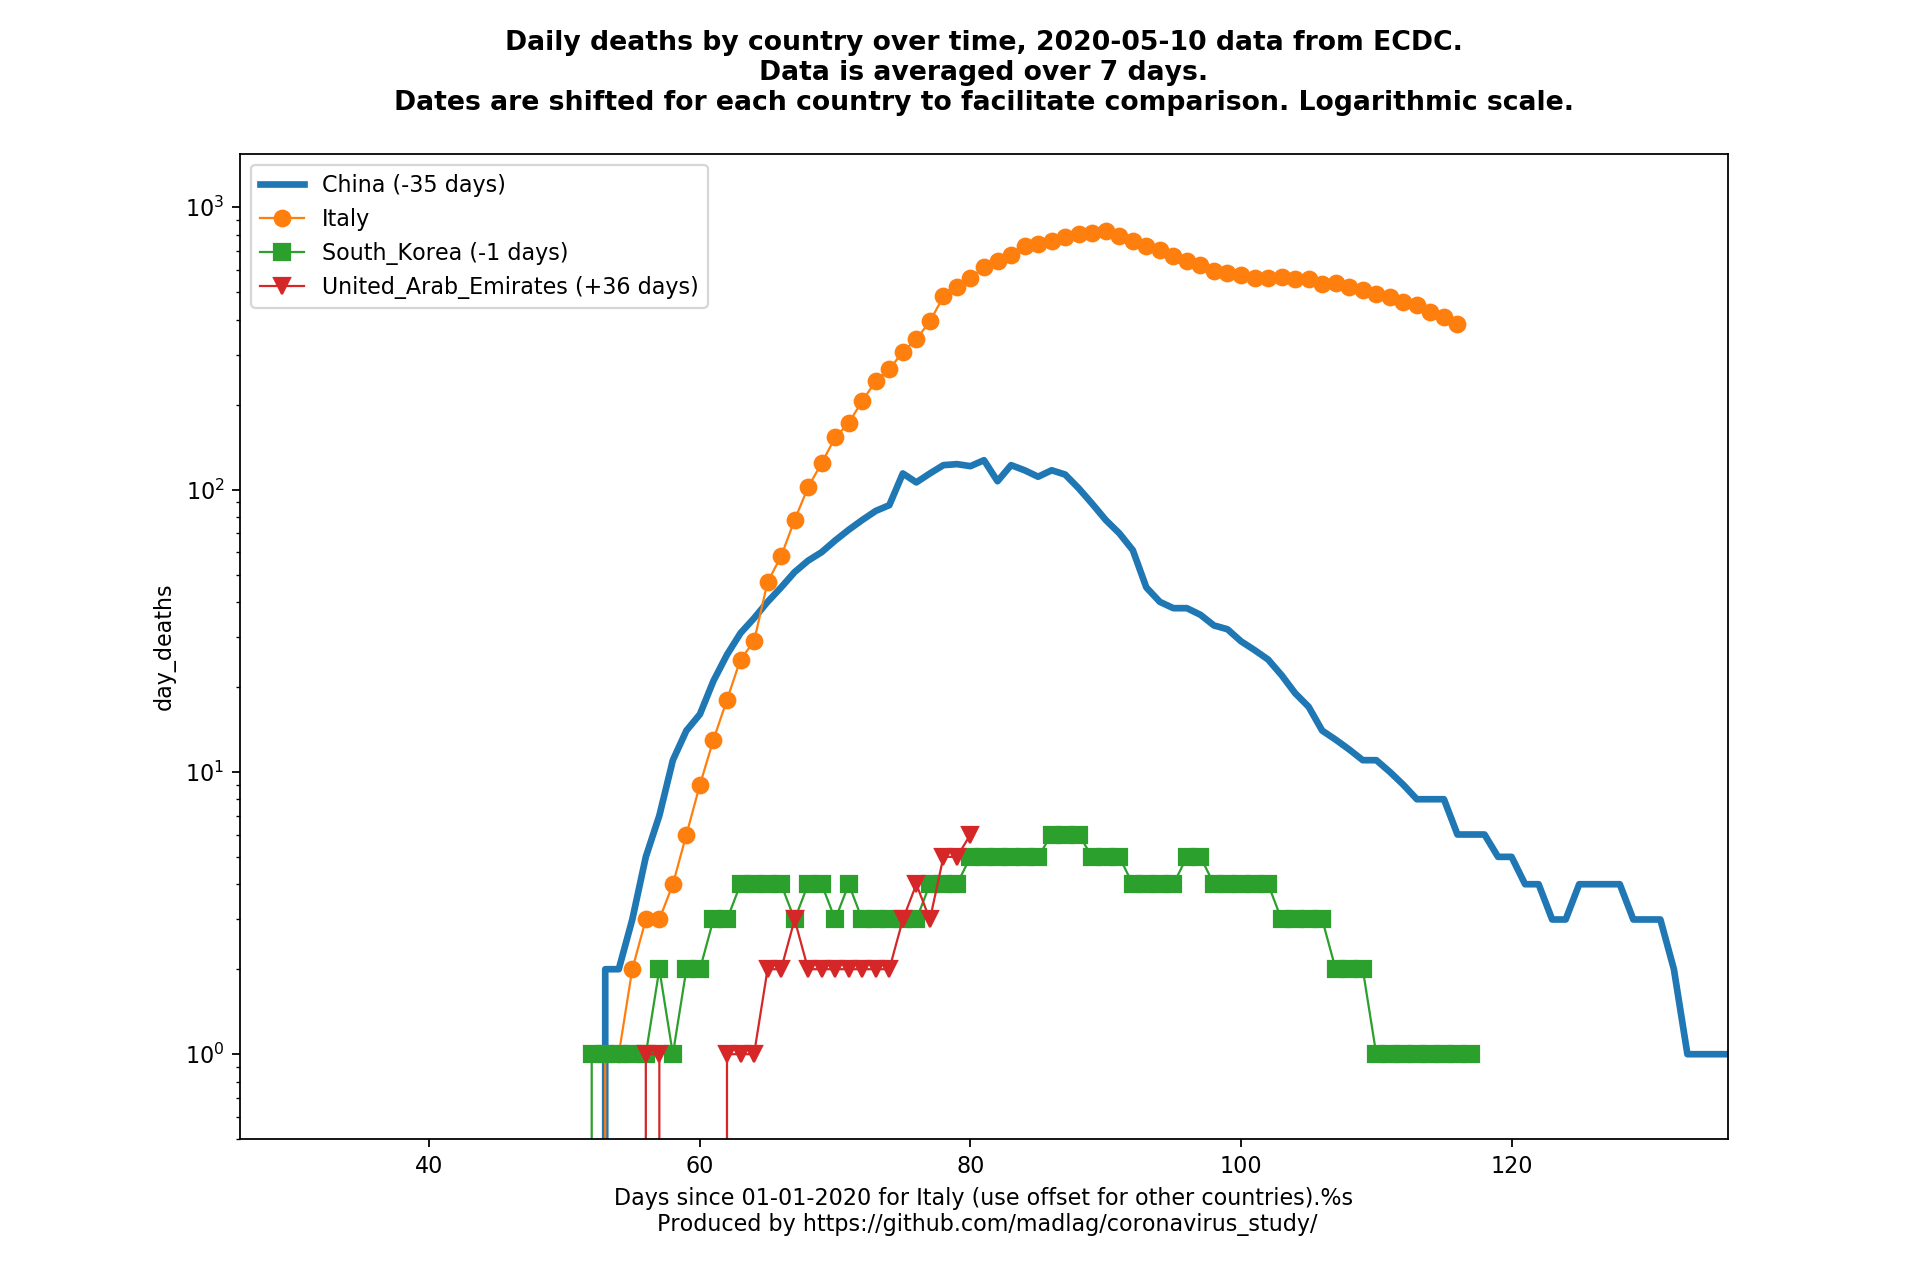 Daily deaths by country over time, 2020-05-10 data from ECDC.
Data is averaged over 7 days.
Dates are shifted for each country to facilitate comparison. Logarithmic scale.
China (-35 days)
Italy
South_Korea (-1 days)
United_Arab_Emirates (+36 days)
10³
10²
10¹
10⁰
day_deaths
40 60 80 100 120
Days since 01-01-2020 for Italy (use offset for other countries).%s
Produced by https://github.com/madlag/coronavirus_study/